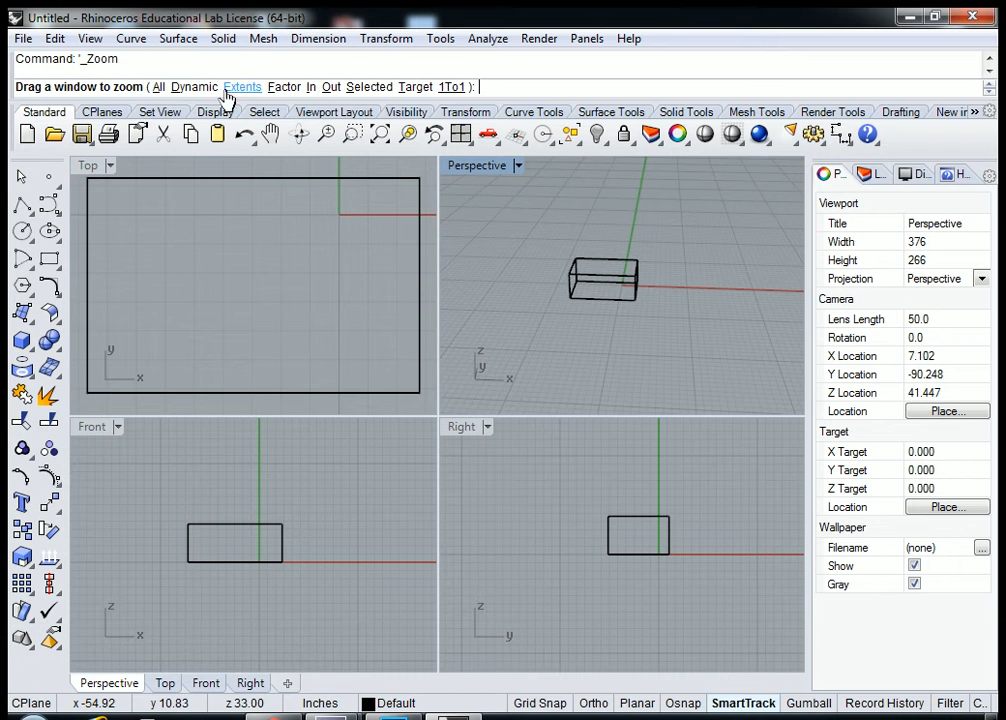 Untitled - Rhinoceros Educational Lab License (64-bit)
File Edit View Curve Surface Solid Mesh Dimension Transform Tools Analyze Render Panels Help
Command: '_Zoom
Drag a window to zoom ( All Dynamic Extents Factor In Out Selected Target 1To1 ):
Standard CPlanes Set View Display Select Viewport Layout Visibility Transform Curve Tools Surface Tools Solid Tools Mesh Tools Render Tools Drafting New in »
Top
Perspective
P... L... Di... H...
Viewport
Title Perspective
Width 376
Height 266
Projection Perspective
Camera
Lens Length 50.0
Rotation 0.0
X Location 7.102
Y Location -90.248
Z Location 41.447
Location Place...
Target
X Target 0.000
Y Target 0.000
Z Target 0.000
Location Place...
Wallpaper
Filename (none) ...
Show
Gray
y
x
z
y
x
Front
Right
z
x
z
y
Perspective Top Front Right
CPlane x -54.92 y 10.83 z 33.00 Inches Default Grid Snap Ortho Planar Osnap SmartTrack Gumball Record History Filter C...